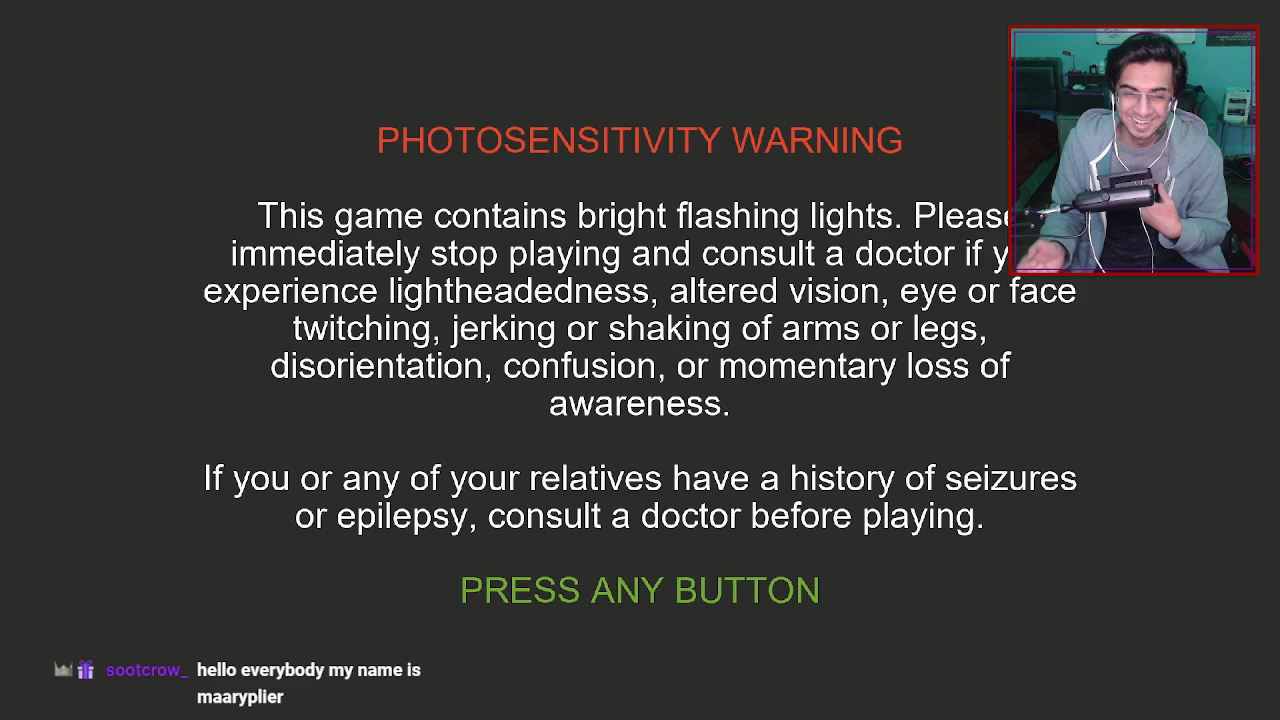 PHOTOSENSITIVITY WARNING
This game contains bright flashing lights. Please
immediately stop playing and consult a doctor if
experience lightheadedness, altered vision, eye or face
twitching, jerking or shaking of arms or legs,
disorientation, confusion, or momentary loss of
awareness.
If you or any of your relatives have a history of seizures
or epilepsy, consult a doctor before playing.
PRESS ANY BUTTON
sootcrow_ hello everybody my name is
maaryplier